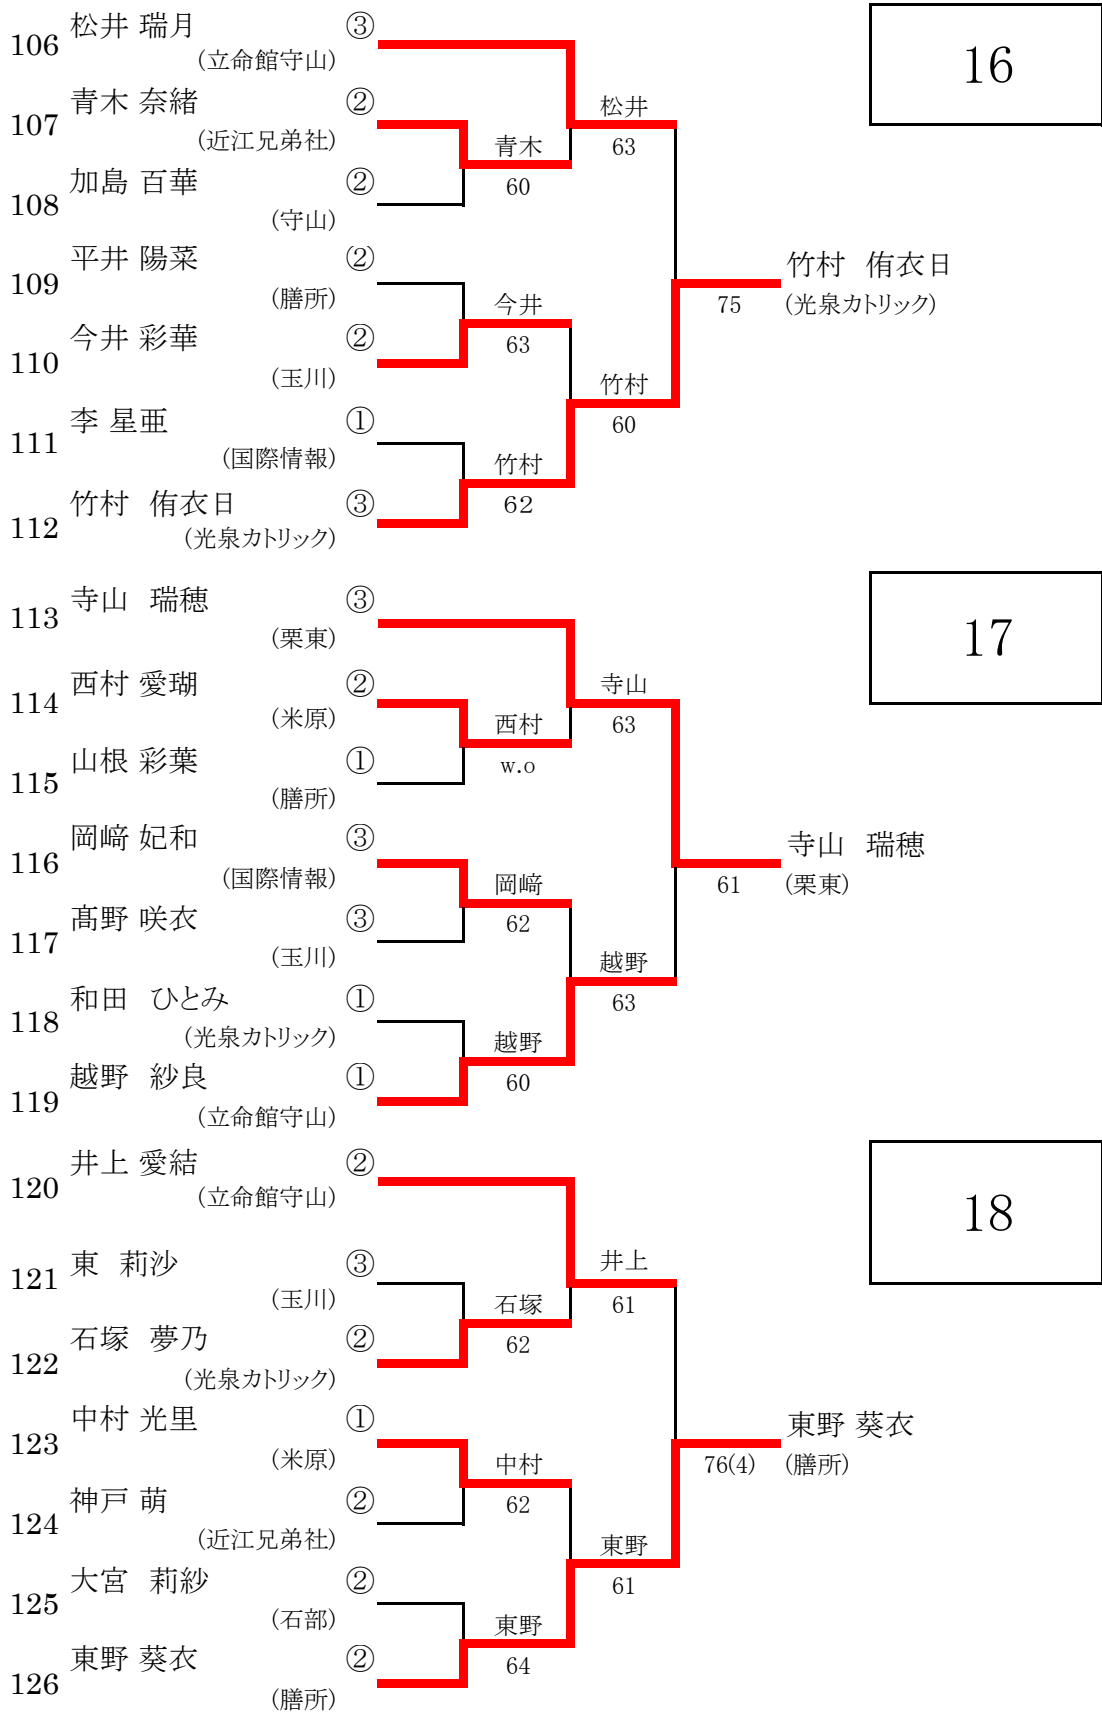 16
106 松井 瑞月 ③
(立命館守山)
107 青木 奈緒 ②
(近江兄弟社)
108 加島 百華 ②
(守山)
109 平井 陽菜 ②
(膳所)
110 今井 彩華 ②
(玉川)
111 李 星亜 ①
(国際情報)
112 竹村 侑衣日 ③
(光泉カトリック)
青木
60
今井
63
竹村
62
松井
63
竹村
60
75
竹村 侑衣日
(光泉カトリック)
17
113 寺山 瑞穂 ③
(栗東)
114 西村 愛瑚 ②
(米原)
115 山根 彩葉 ①
(膳所)
116 岡﨑 妃和 ③
(国際情報)
117 髙野 咲衣 ③
(玉川)
118 和田 ひとみ ①
(光泉カトリック)
119 越野 紗良 ①
(立命館守山)
西村
w.o
岡﨑
62
越野
60
寺山
63
越野
63
61
寺山 瑞穂
(栗東)
18
120 井上 愛結 ②
(立命館守山)
121 東 莉沙 ③
(玉川)
122 石塚 夢乃 ②
(光泉カトリック)
123 中村 光里 ①
(米原)
124 神戸 萌 ②
(近江兄弟社)
125 大宮 莉紗 ②
(石部)
126 東野 葵衣 ②
(膳所)
石塚
62
中村
62
東野
64
井上
61
東野
61
76(4)
東野 葵衣
(膳所)